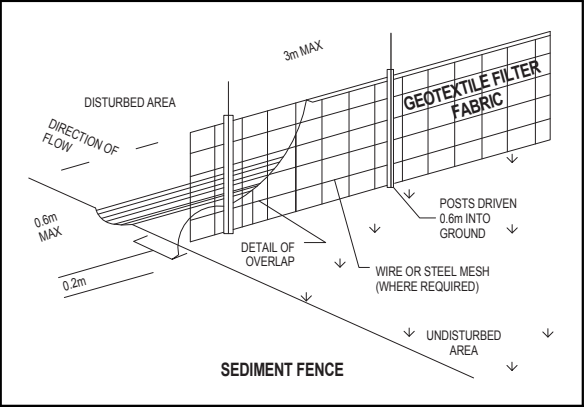 3m MAX
GEOTEXTILE FILTER
FABRIC
DISTURBED AREA
DIRECTION OF
FLOW
0.6m
MAX
0.2m
DETAIL OF
OVERLAP
POSTS DRIVEN
0.6m INTO
GROUND
WIRE OR STEEL MESH
(WHERE REQUIRED)
UNDISTURBED
AREA
SEDIMENT FENCE